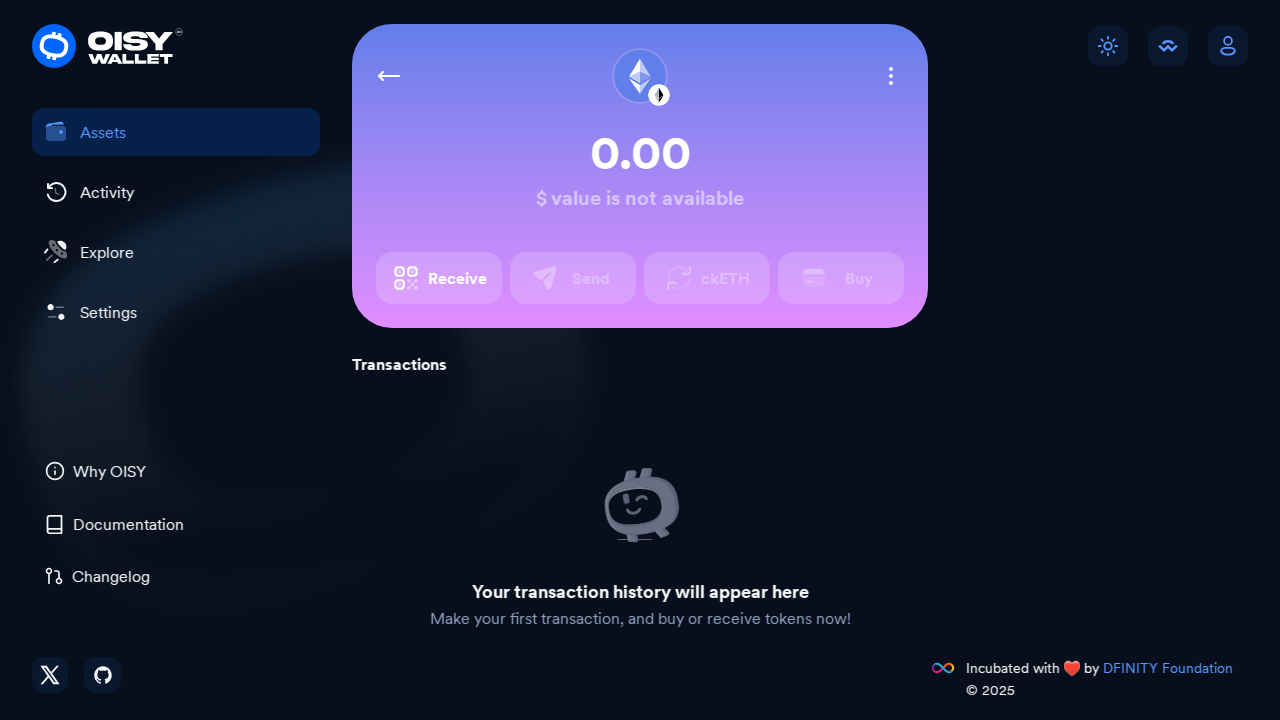 OISY
WALLET
Assets
Activity
Explore
Settings
Why OISY
Documentation
Changelog
0.00
$ value is not available
Receive
Send
ckETH
Buy
Transactions
Your transaction history will appear here
Make your first transaction, and buy or receive tokens now!
Incubated with ❤️ by DFINITY Foundation
© 2025